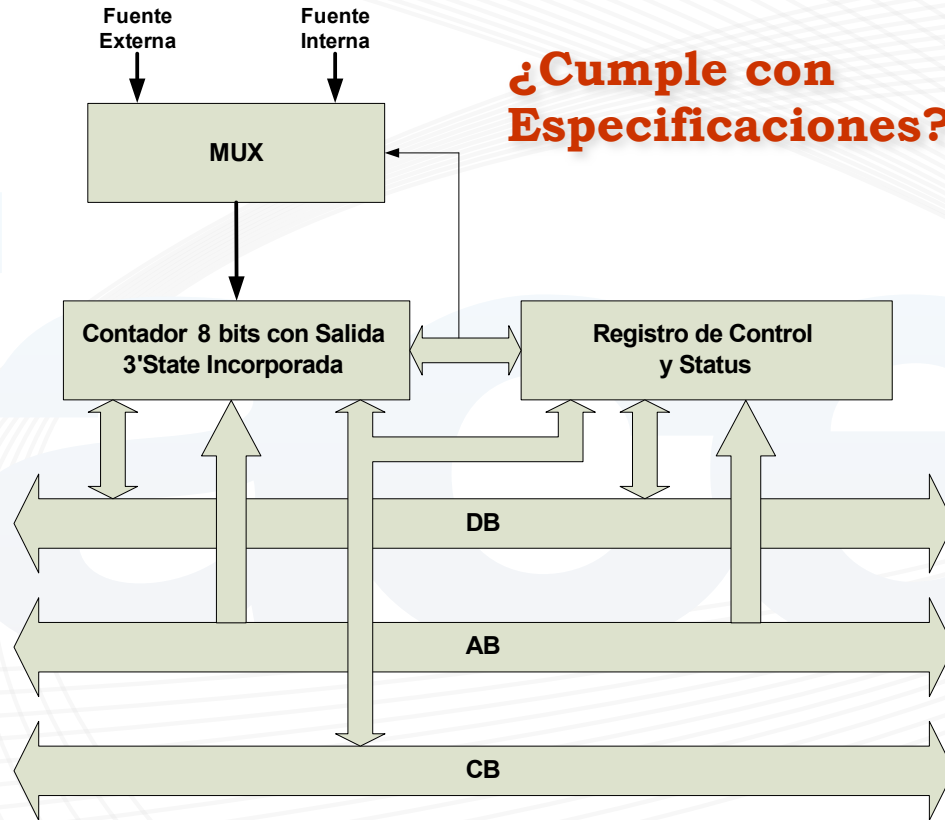 Fuente
Externa
Fuente
Interna
¿Cumple con
Especificaciones?
MUX
Contador 8 bits con Salida
3'State Incorporada
Registro de Control
y Status
DB
AB
CB